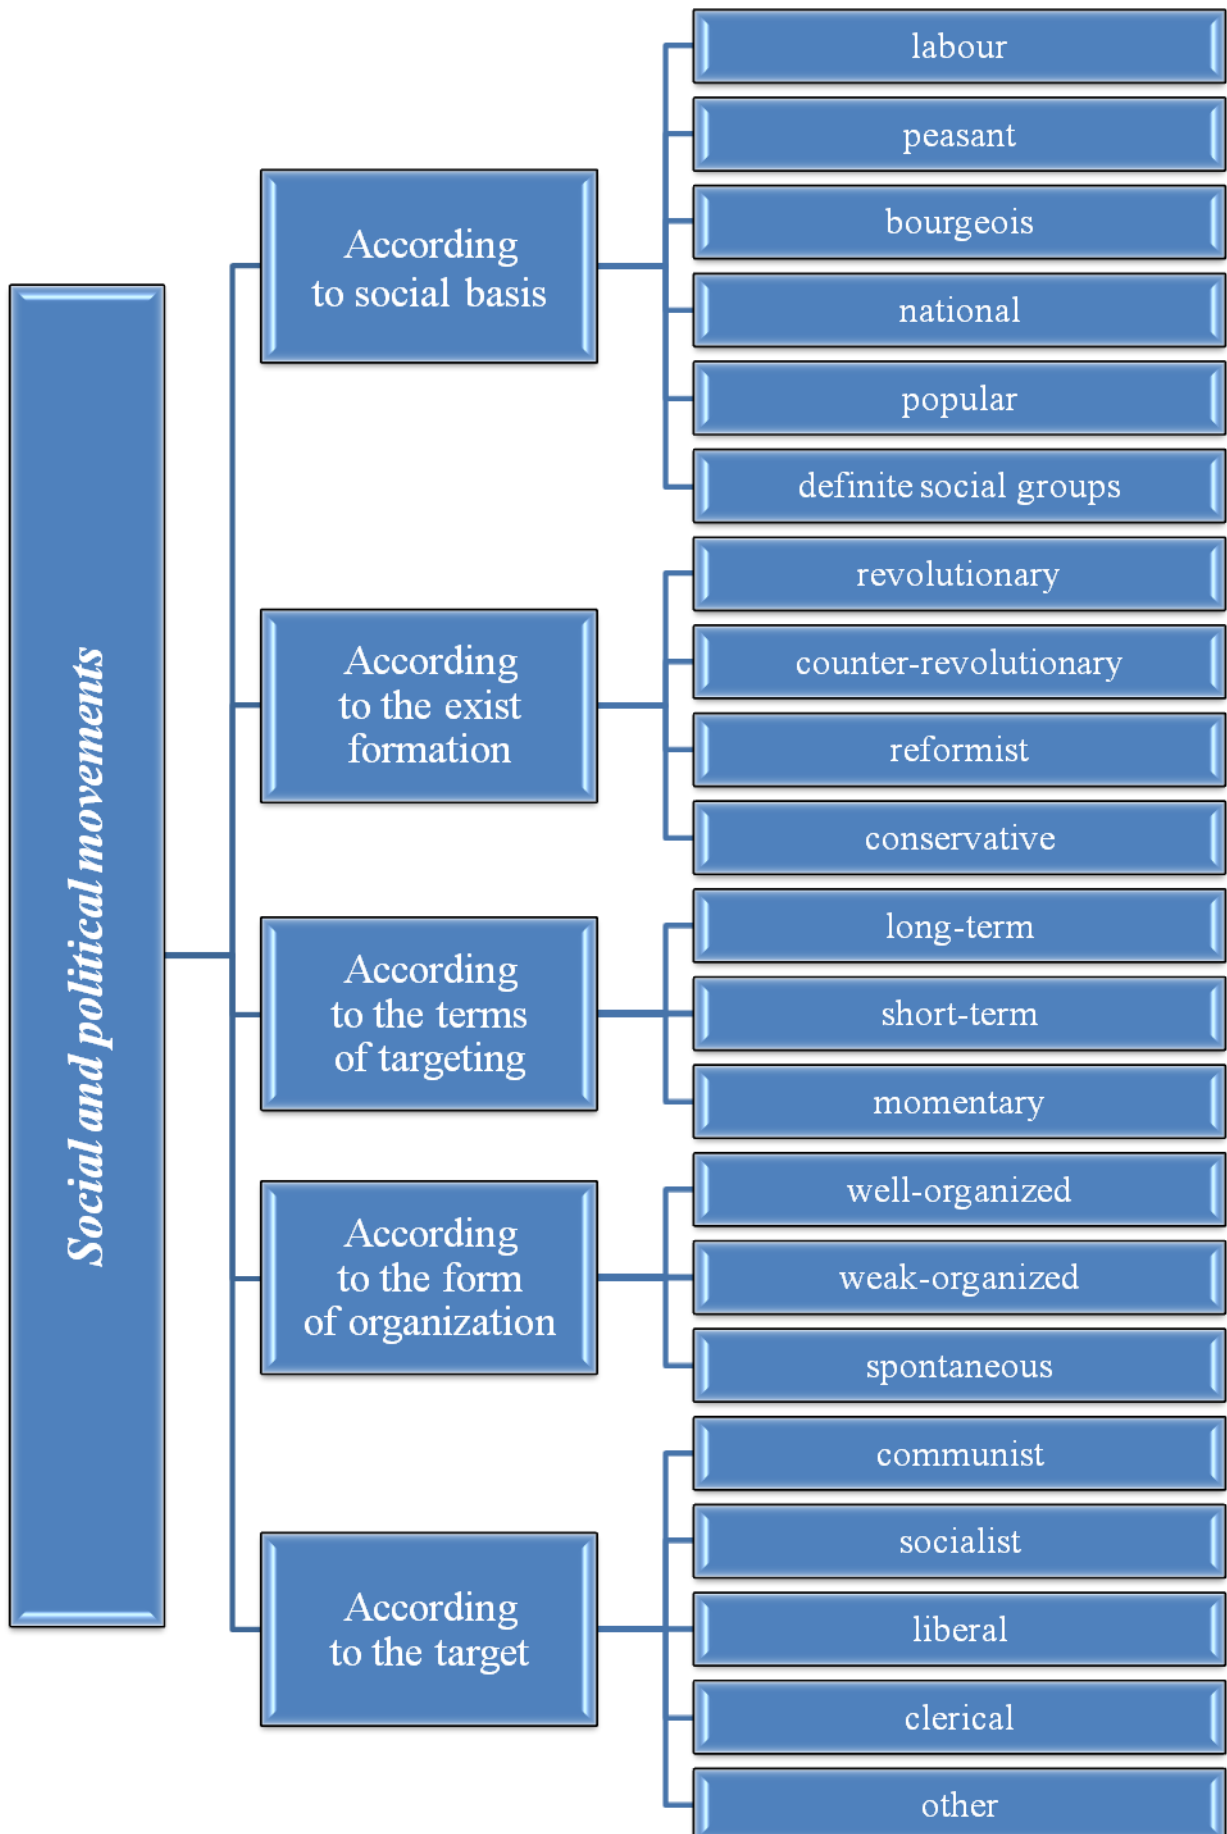 Social and political movements
According
to social basis
labour
peasant
bourgeois
national
popular
definite social groups
According
to the exist
formation
revolutionary
counter-revolutionary
reformist
conservative
According
to the terms
of targeting
long-term
short-term
momentary
According
to the form
of organization
well-organized
weak-organized
spontaneous
According
to the target
communist
socialist
liberal
clerical
other